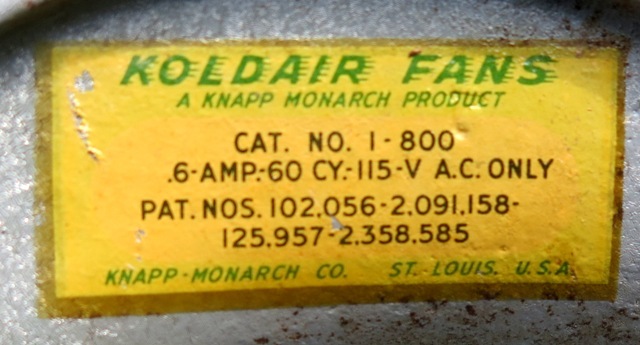 KOLDAIR FANS
A KNAPP MONARCH PRODUCT
CAT. NO. 1-800
.6-AMP.-60 CY.-115-V A.C. ONLY
PAT. NOS. 102.056-2.091.158-
125.957-2.358.585
KNAPP-MONARCH CO. ST. LOUIS. U.S.A.